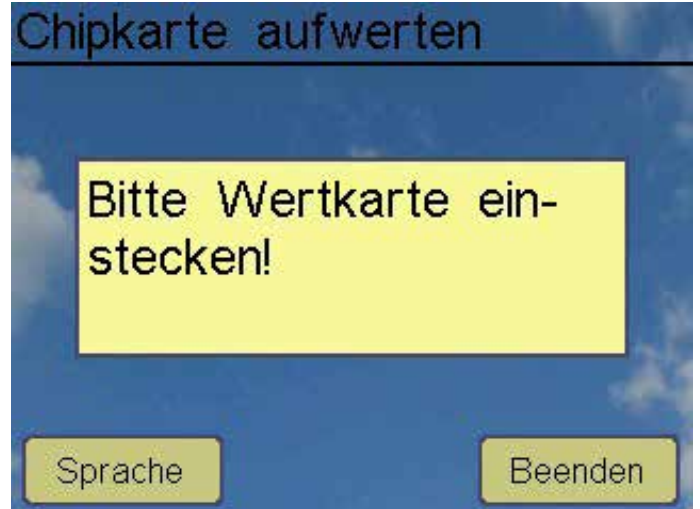 Chipkarte aufwerten
Bitte Wertkarte ein-
stecken!
Sprache
Beenden